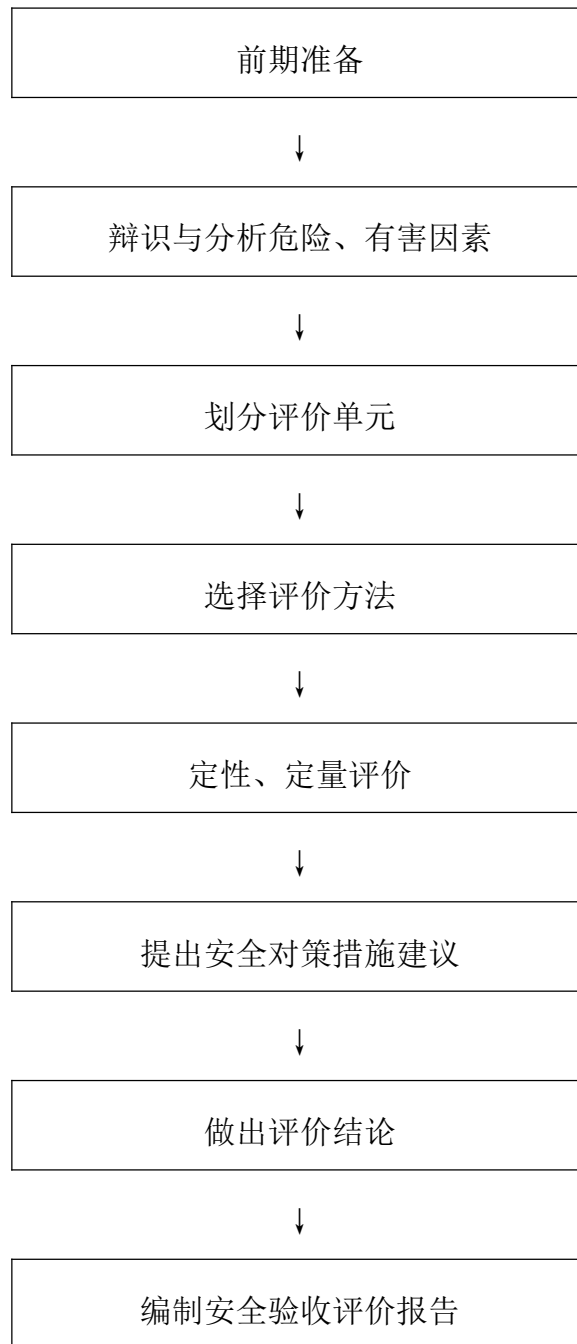 前期准备
↓
辩识与分析危险、有害因素
↓
划分评价单元
↓
选择评价方法
↓
定性、定量评价
↓
提出安全对策措施建议
↓
做出评价结论
↓
编制安全验收评价报告